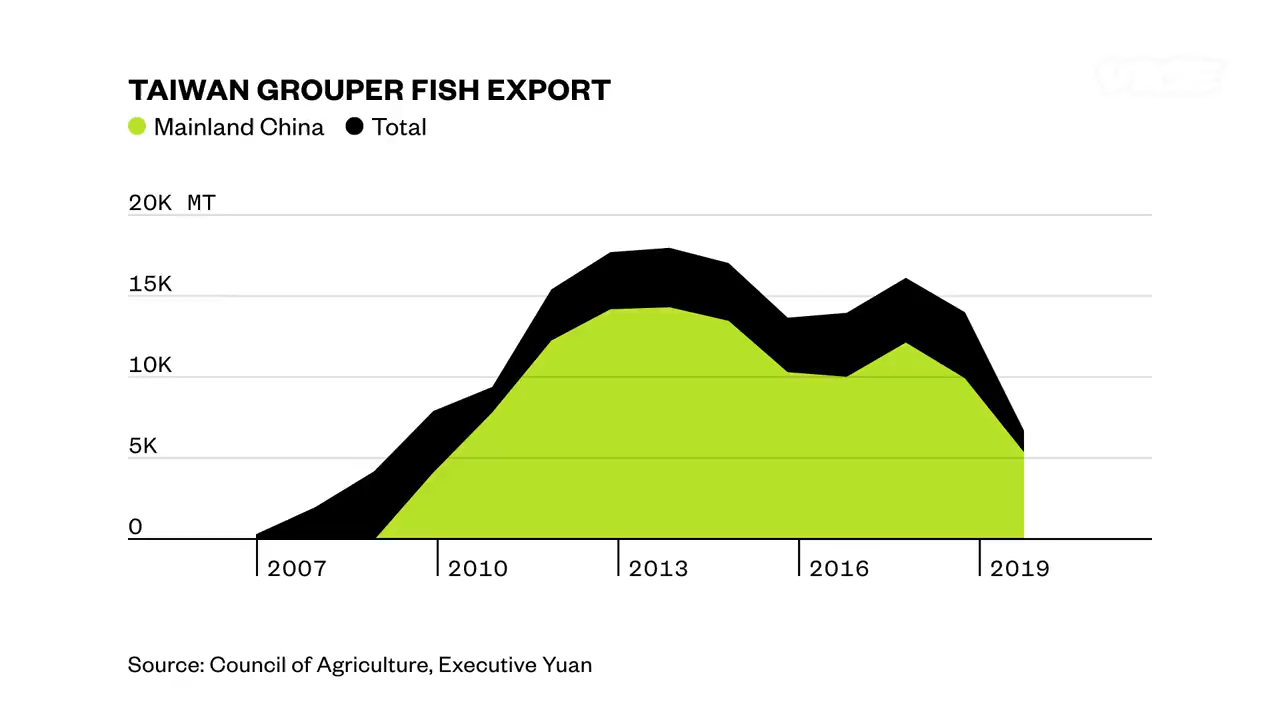 TAIWAN GROUPER FISH EXPORT
Mainland China Total
20K MT
15K
10K
5K
0
2007 2010 2013 2016 2019
Source: Council of Agriculture, Executive Yuan
VICE